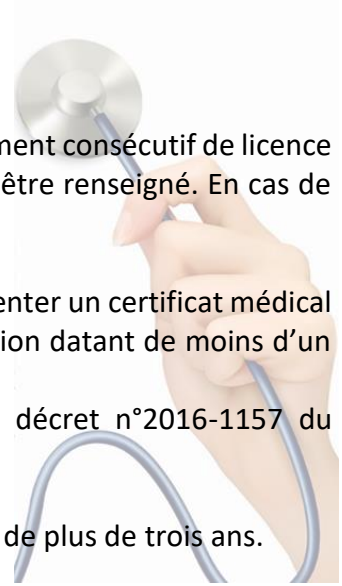 ment consécutif de licence
être renseigné. En cas de
enter un certificat médical
ion datant de moins d’un
décret n°2016-1157 du
de plus de trois ans.